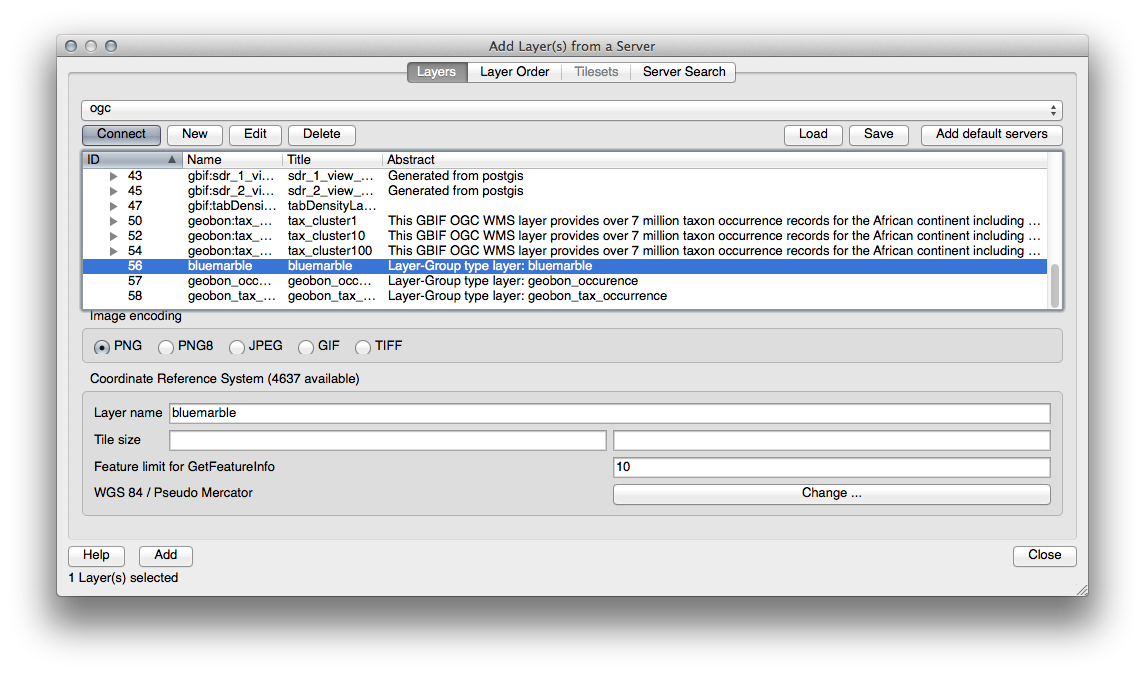 Add Layer(s) from a Server
Layers Layer Order Tilesets Server Search
ogc
Connect New Edit Delete Load Save Add default servers
ID Name Title Abstract
43 gbif:sdr_1_vi... sdr_1_view_... Generated from postgis
45 gbif:sdr_2_vi... sdr_2_view_... Generated from postgis
47 gbif:tabDensi... tabDensityLa...
50 geobon:tax_... tax_cluster1 This GBIF OGC WMS layer provides over 7 million taxon occurrence records for the African continent including ...
52 geobon:tax_... tax_cluster10 This GBIF OGC WMS layer provides over 7 million taxon occurrence records for the African continent including ...
54 geobon:tax_... tax_cluster100 This GBIF OGC WMS layer provides over 7 million taxon occurrence records for the African continent including ...
56 bluemarble bluemarble Layer-Group type layer: bluemarble
57 geobon_occ... geobon_oc... Layer-Group type layer: geobon_occurence
58 geobon_tax_... geobon_tax_... Layer-Group type layer: geobon_tax_occurrence
Image encoding
PNG PNG8 JPEG GIF TIFF
Coordinate Reference System (4637 available)
Layer name bluemarble
Tile size
Feature limit for GetFeatureInfo 10
WGS 84 / Pseudo Mercator Change ...
Help Add Close
1 Layer(s) selected